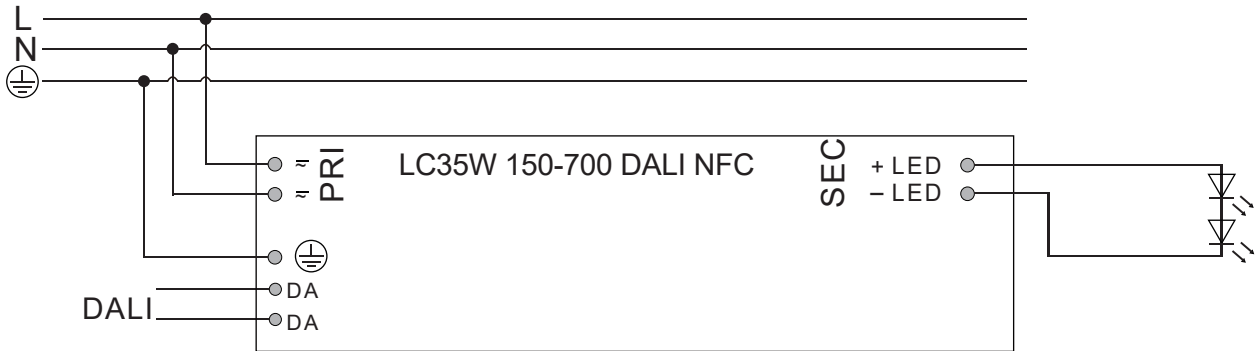 L
N
PRI
LC35W 150-700 DALI NFC
SEC
+ LED
– LED
DALI
DA
DA